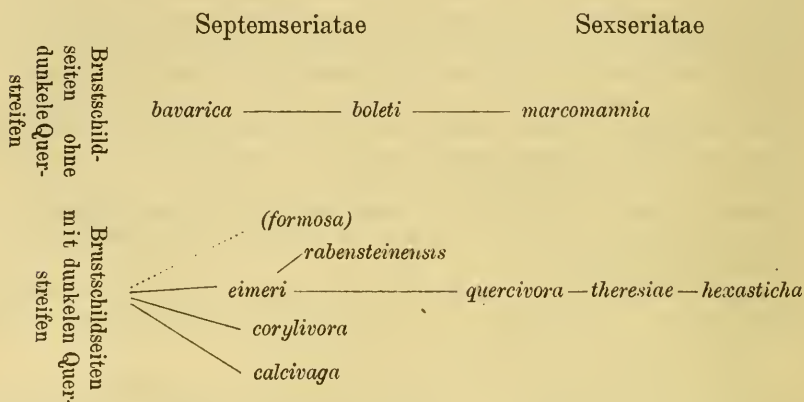 Septemseriatae Sexseriatae
Brustschild-
seiten ohne
dunkele Quer-
streifen
bavarica boleti marcomannia
Brustschildseiten
mit dunkelen Quer-
streifen
(formosa)
rabensteinensis
eimeri quercivora theresiae hexasticha
corylivora
calcivaga